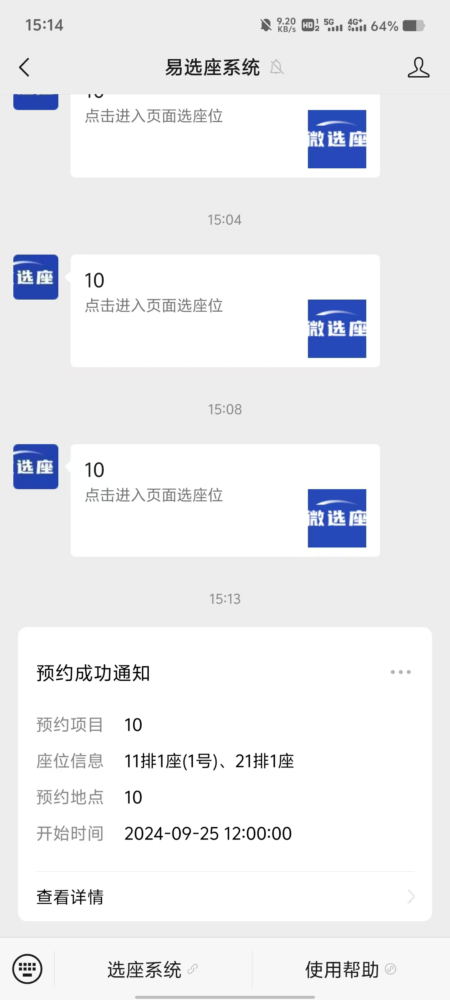 15:14
9.20
KB/s
HD
1
2
5G
4G+
64%
易选座系统
点击进入页面选座位
微选座
15:04
选座
10
点击进入页面选座位
微选座
15:08
选座
10
点击进入页面选座位
微选座
15:13
预约成功通知
预约项目 10
座位信息 11排1座(1号)、21排1座
预约地点 10
开始时间 2024-09-25 12:00:00
查看详情
选座系统
使用帮助